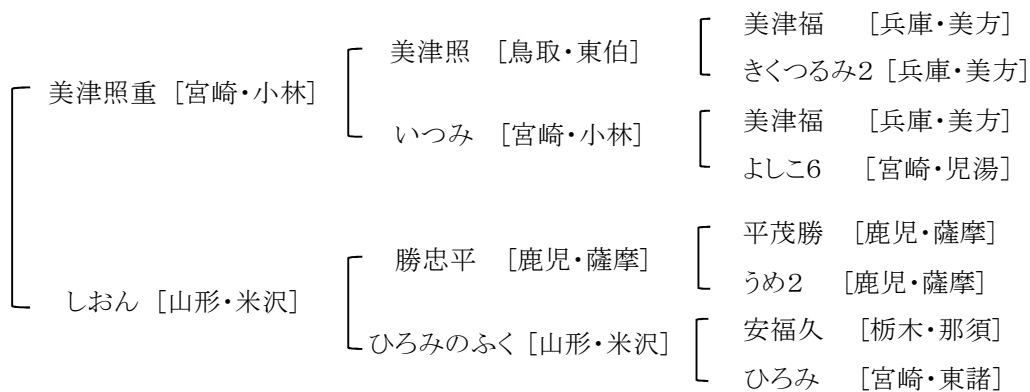 美津福 [兵庫・美方]
美津照 [鳥取・東伯]
きくつるみ2 [兵庫・美方]
美津照重 [宮崎・小林]
美津福 [兵庫・美方]
いつみ [宮崎・小林]
よしこ6 [宮崎・児湯]
平茂勝 [鹿児・薩摩]
勝忠平 [鹿児・薩摩]
うめ2 [鹿児・薩摩]
しおん [山形・米沢]
安福久 [栃木・那須]
ひろみのふく [山形・米沢]
ひろみ [宮崎・東諸]